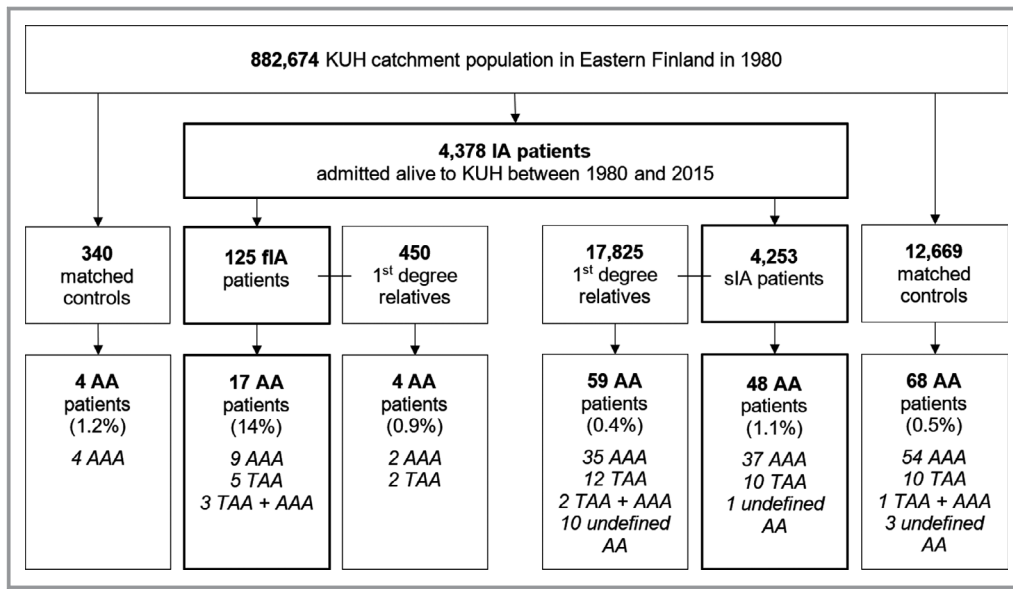 882,674 KUH catchment population in Eastern Finland in 1980
4,378 IA patients
admitted alive to KUH between 1980 and 2015
340
matched
controls
125 fIA
patients
450
1st degree
relatives
17,825
1st degree
relatives
4,253
sIA patients
12,669
matched
controls
4 AA
patients
(1.2%)
4 AAA
17 AA
patients
(14%)
9 AAA
5 TAA
3 TAA + AAA
4 AA
patients
(0.9%)
2 AAA
2 TAA
59 AA
patients
(0.4%)
35 AAA
12 TAA
2 TAA + AAA
10 undefined
AA
48 AA
patients
(1.1%)
37 AAA
10 TAA
1 undefined
AA
68 AA
patients
(0.5%)
54 AAA
10 TAA
1 TAA + AAA
3 undefined
AA